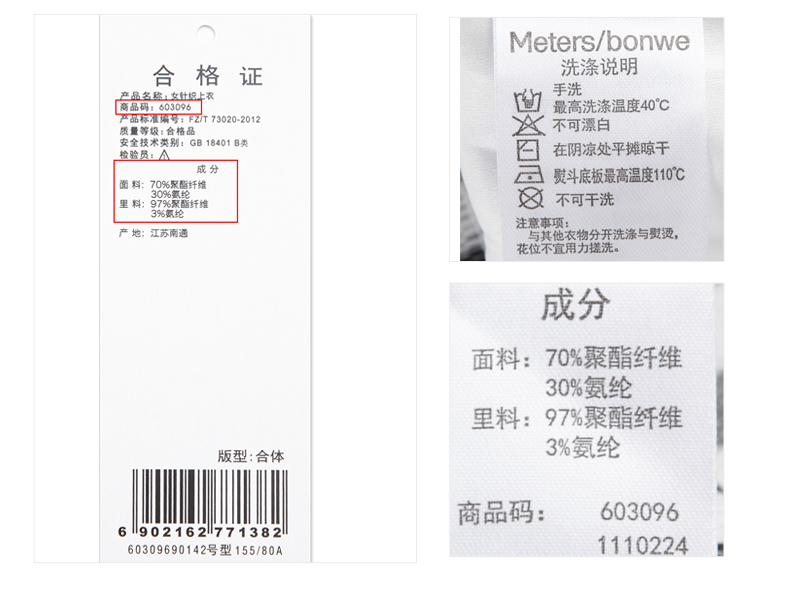 合格证
产品名称:女针织上衣
商品码:603096
产品标准编号:FZ/T 73020-2012
质量等级:合格品
安全技术类别:GB 18401 B类
检验员:
成分
面料:70%聚酯纤维
30%氨纶
里料:97%聚酯纤维
3%氨纶
产地:江苏南通
版型:合体
6 902162 771382
60309690142号型155/80A
Meters/bonwe
洗涤说明
手洗
最高洗涤温度40℃
不可漂白
在阴凉处平摊晾干
熨斗底板最高温度110℃
不可干洗
注意事项:
与其他衣物分开洗涤与熨烫,
花位不宜用力搓洗。
成分
面料:70%聚酯纤维
30%氨纶
里料:97%聚酯纤维
3%氨纶
商品码: 603096
1110224